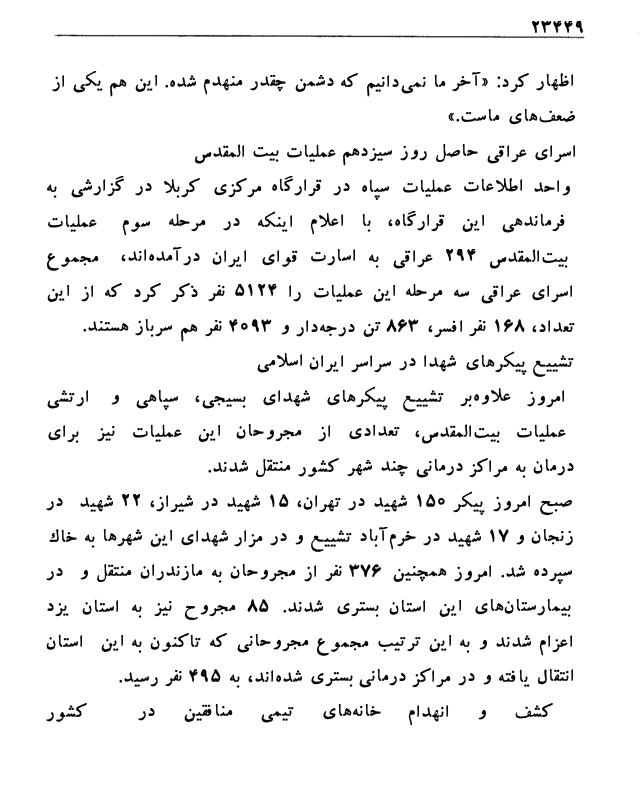 ۲۳۴۴۹
اظهار کرد: «آخر ما نمی‌دانیم که دشمن چقدر منهدم شده. این هم یکی از
ضعف‌های ماست.»
اسرای عراقی حاصل روز سیزدهم عملیات بیت المقدس
واحد اطلاعات عملیات سپاه در قرارگاه مرکزی کربلا در گزارشی به
فرماندهی این قرارگاه، با اعلام اینکه در مرحله سوم عملیات
بیت‌المقدس ۲۹۴ عراقی به اسارت قوای ایران درآمده‌اند، مجموع
اسرای عراقی سه مرحله این عملیات را ۵۱۲۴ نفر ذکر کرد که از این
تعداد، ۱۶۸ نفر افسر، ۸۶۳ تن درجه‌دار و ۴۰۹۳ نفر هم سرباز هستند.
تشییع پیکرهای شهدا در سراسر ایران اسلامی
امروز علاوه‌بر تشییع پیکرهای شهدای بسیجی، سپاهی و ارتشی
عملیات بیت‌المقدس، تعدادی از مجروحان این عملیات نیز برای
درمان به مراکز درمانی چند شهر کشور منتقل شدند.
صبح امروز پیکر ۱۵۰ شهید در تهران، ۱۵ شهید در شیراز، ۲۲ شهید در
زنجان و ۱۷ شهید در خرم‌آباد تشییع و در مزار شهدای این شهرها به خاك
سپرده شد. امروز همچنین ۳۷۶ نفر از مجروحان به مازندران منتقل و در
بیمارستان‌های این استان بستری شدند. ۸۵ مجروح نیز به استان یزد
اعزام شدند و به این ترتیب مجموع مجروحانی که تاکنون به این استان
انتقال یافته و در مراکز درمانی بستری شده‌اند، به ۴۹۵ نفر رسید.
کشف و انهدام خانه‌های تیمی منافقین در کشور